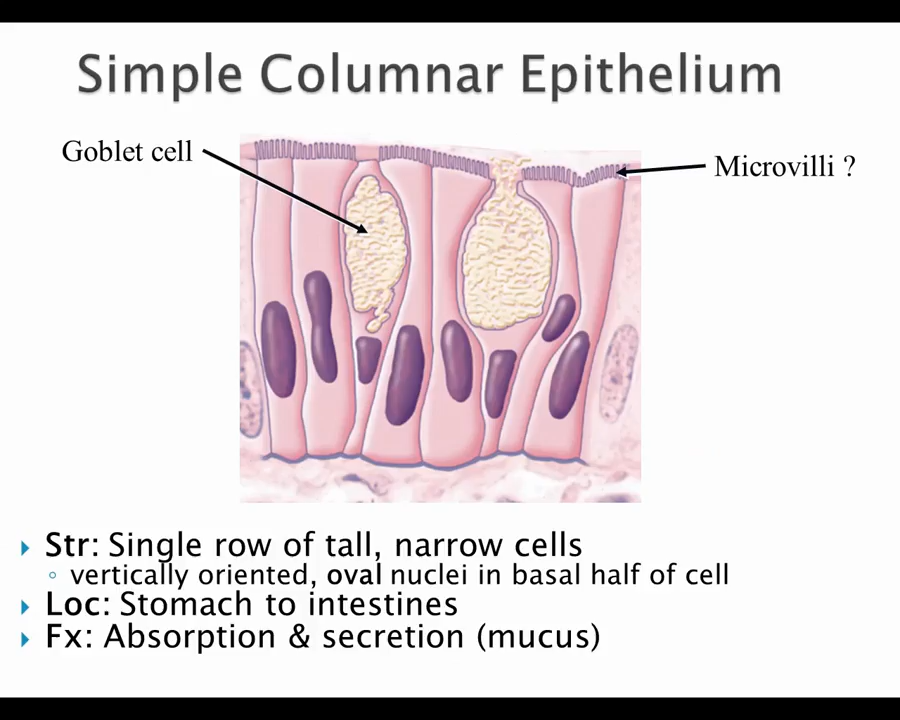 Simple Columnar Epithelium
Goblet cell
Microvilli ?
Str: Single row of tall, narrow cells
vertically oriented, oval nuclei in basal half of cell
Loc: Stomach to intestines
Fx: Absorption & secretion (mucus)